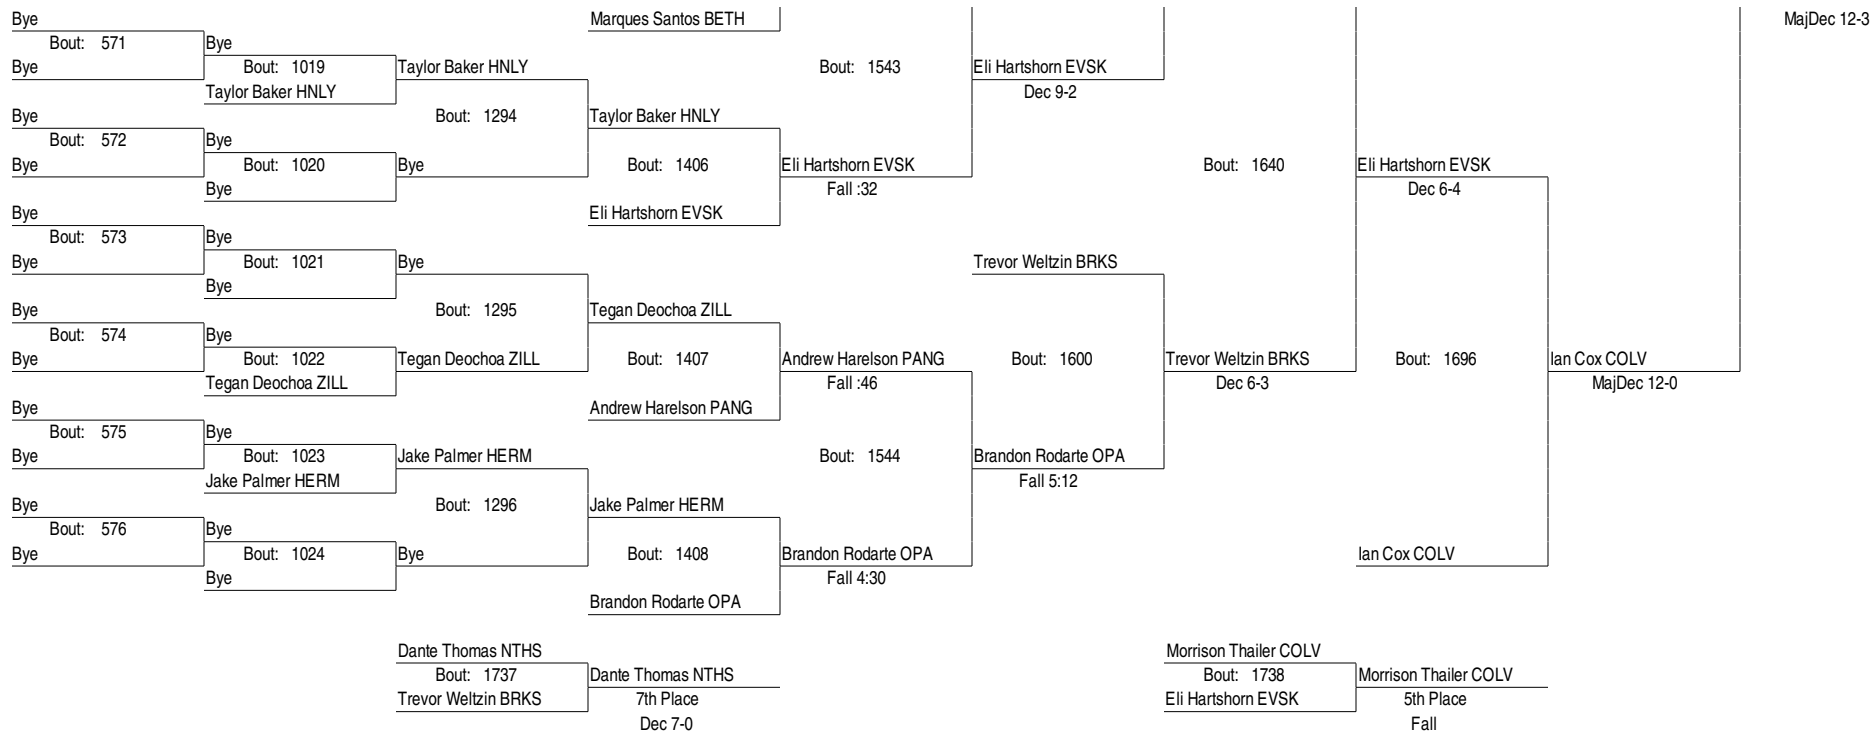 Bye
Marques Santos BETH
MajDec 12-3
Bout: 571
Bye
Bye
Bout: 1019
Taylor Baker HNLY
Bout: 1543
Eli Hartshorn EVSK
Taylor Baker HNLY
Dec 9-2
Bye
Bout: 1294
Taylor Baker HNLY
Bout: 572
Bye
Bye
Bout: 1020
Bye
Bout: 1406
Eli Hartshorn EVSK
Bout: 1640
Eli Hartshorn EVSK
Bye
Fall :32
Dec 6-4
Bye
Eli Hartshorn EVSK
Bout: 573
Bye
Bye
Bout: 1021
Bye
Trevor Weltzin BRKS
Bye
Bye
Bout: 1295
Tegan Deochoa ZILL
Bout: 574
Bye
Bye
Bout: 1022
Tegan Deochoa ZILL
Bout: 1407
Andrew Harelson PANG
Bout: 1600
Trevor Weltzin BRKS
Bout: 1696
Ian Cox COLV
Tegan Deochoa ZILL
Fall :46
Dec 6-3
MajDec 12-0
Bye
Andrew Harelson PANG
Bout: 575
Bye
Bye
Bout: 1023
Jake Palmer HERM
Bout: 1544
Brandon Rodarte OPA
Jake Palmer HERM
Fall 5:12
Bye
Bout: 1296
Jake Palmer HERM
Bout: 576
Bye
Bye
Bout: 1024
Bye
Bout: 1408
Brandon Rodarte OPA
Ian Cox COLV
Bye
Fall 4:30
Brandon Rodarte OPA
Dante Thomas NTHS
Morrison Thailer COLV
Bout: 1737
Dante Thomas NTHS
Bout: 1738
Morrison Thailer COLV
Trevor Weltzin BRKS
7th Place
Eli Hartshorn EVSK
5th Place
Dec 7-0
Fall